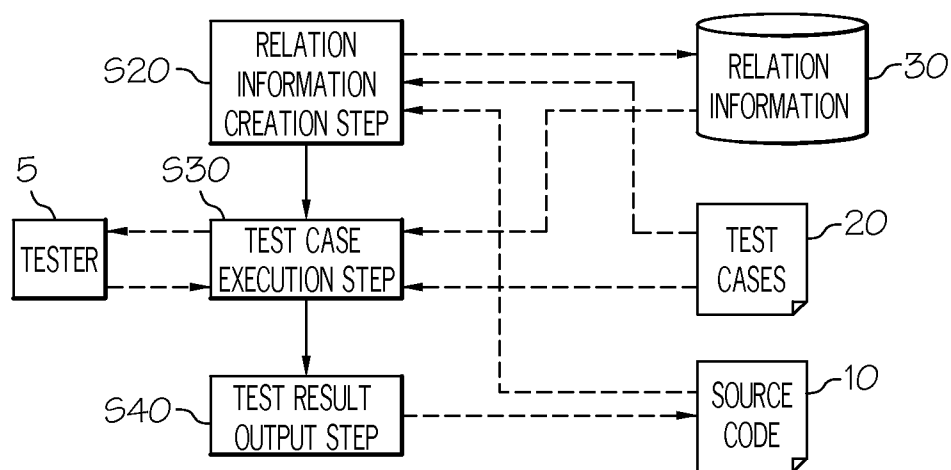 S20
RELATION
INFORMATION
CREATION STEP
RELATION
INFORMATION
30
5
S30
TESTER
TEST CASE
EXECUTION STEP
TEST
CASES
20
S40
TEST RESULT
OUTPUT STEP
SOURCE
CODE
10